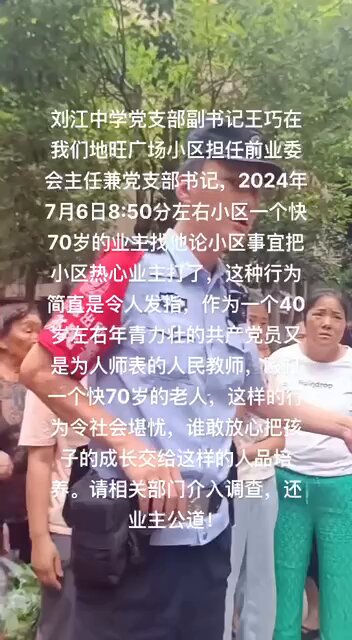 刘江中学党支部副书记王巧在
我们地旺广场小区担任前业委
会主任兼党支部书记，2024年
7月6日8:50分左右小区一个快
70岁的业主找他论小区事宜把
小区热心业主打了，这种行为
简直是令人发指，作为一个40
岁左右年青力壮的共产党员又
是为人师表的人民教师，
一个快70岁的老人，这样的行
为令社会堪忧，谁敢放心把孩
子的成长交给这样的人品培
养。请相关部门介入调查，还
业主公道！